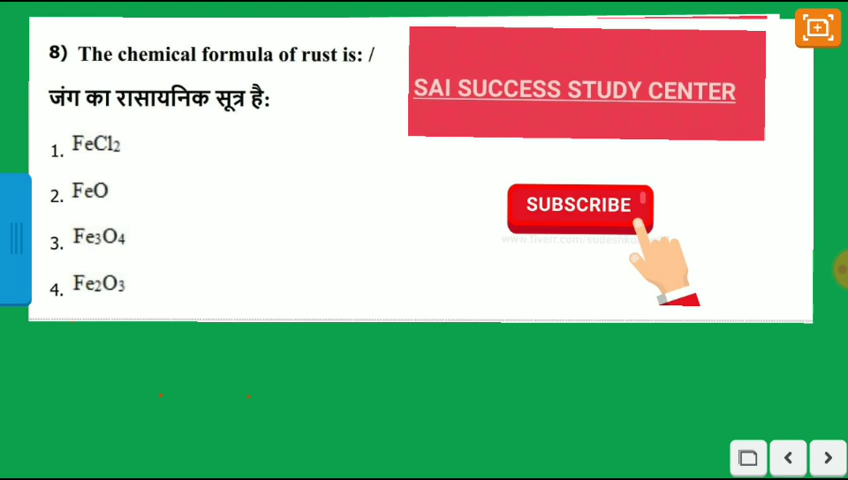 8) The chemical formula of rust is: /
जंग का रासायनिक सूत्र है:
1. FeCl2
2. FeO
3. Fe3O4
4. Fe2O3
SAI SUCCESS STUDY CENTER
SUBSCRIBE